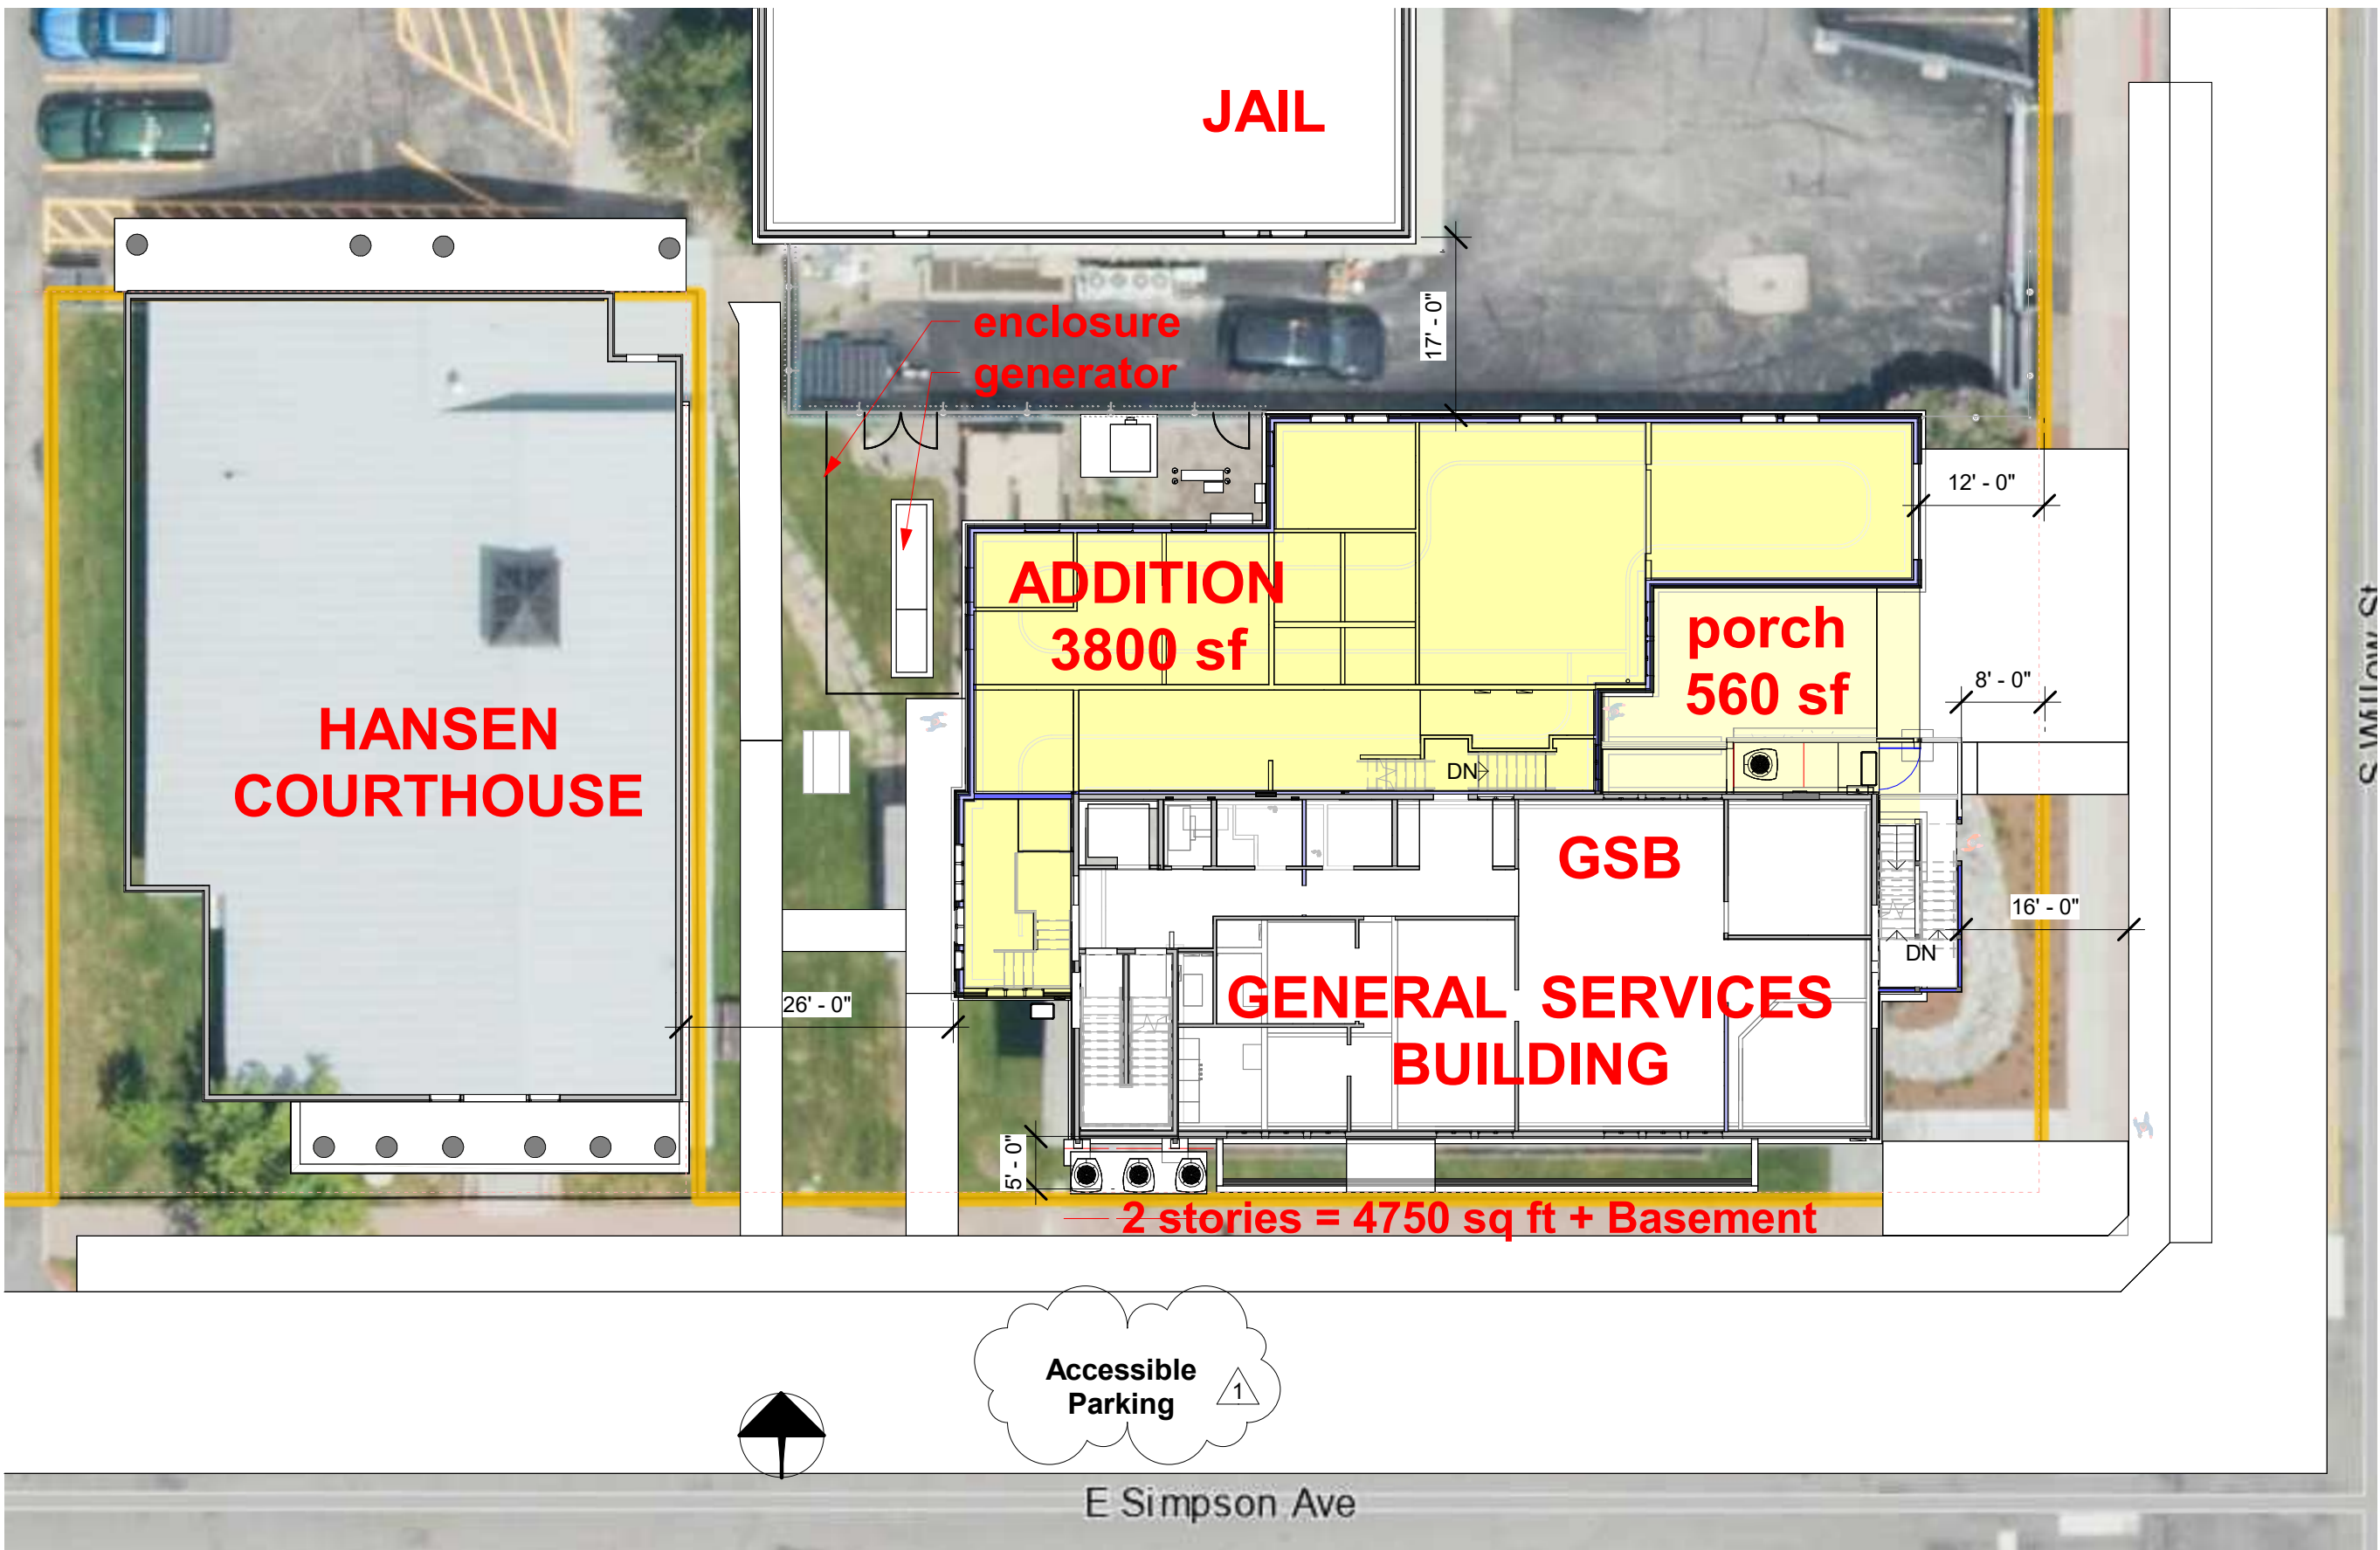 JAIL
enclosure
generator
17' - 0"
12' - 0"
ADDITION
3800 sf
porch
560 sf
8' - 0"
S Willow St
HANSEN
COURTHOUSE
DN
GSB
16' - 0"
DN
GENERAL SERVICES
BUILDING
26' - 0"
5' - 0"
2 stories = 4750 sq ft + Basement
Accessible
Parking
1
E Simpson Ave